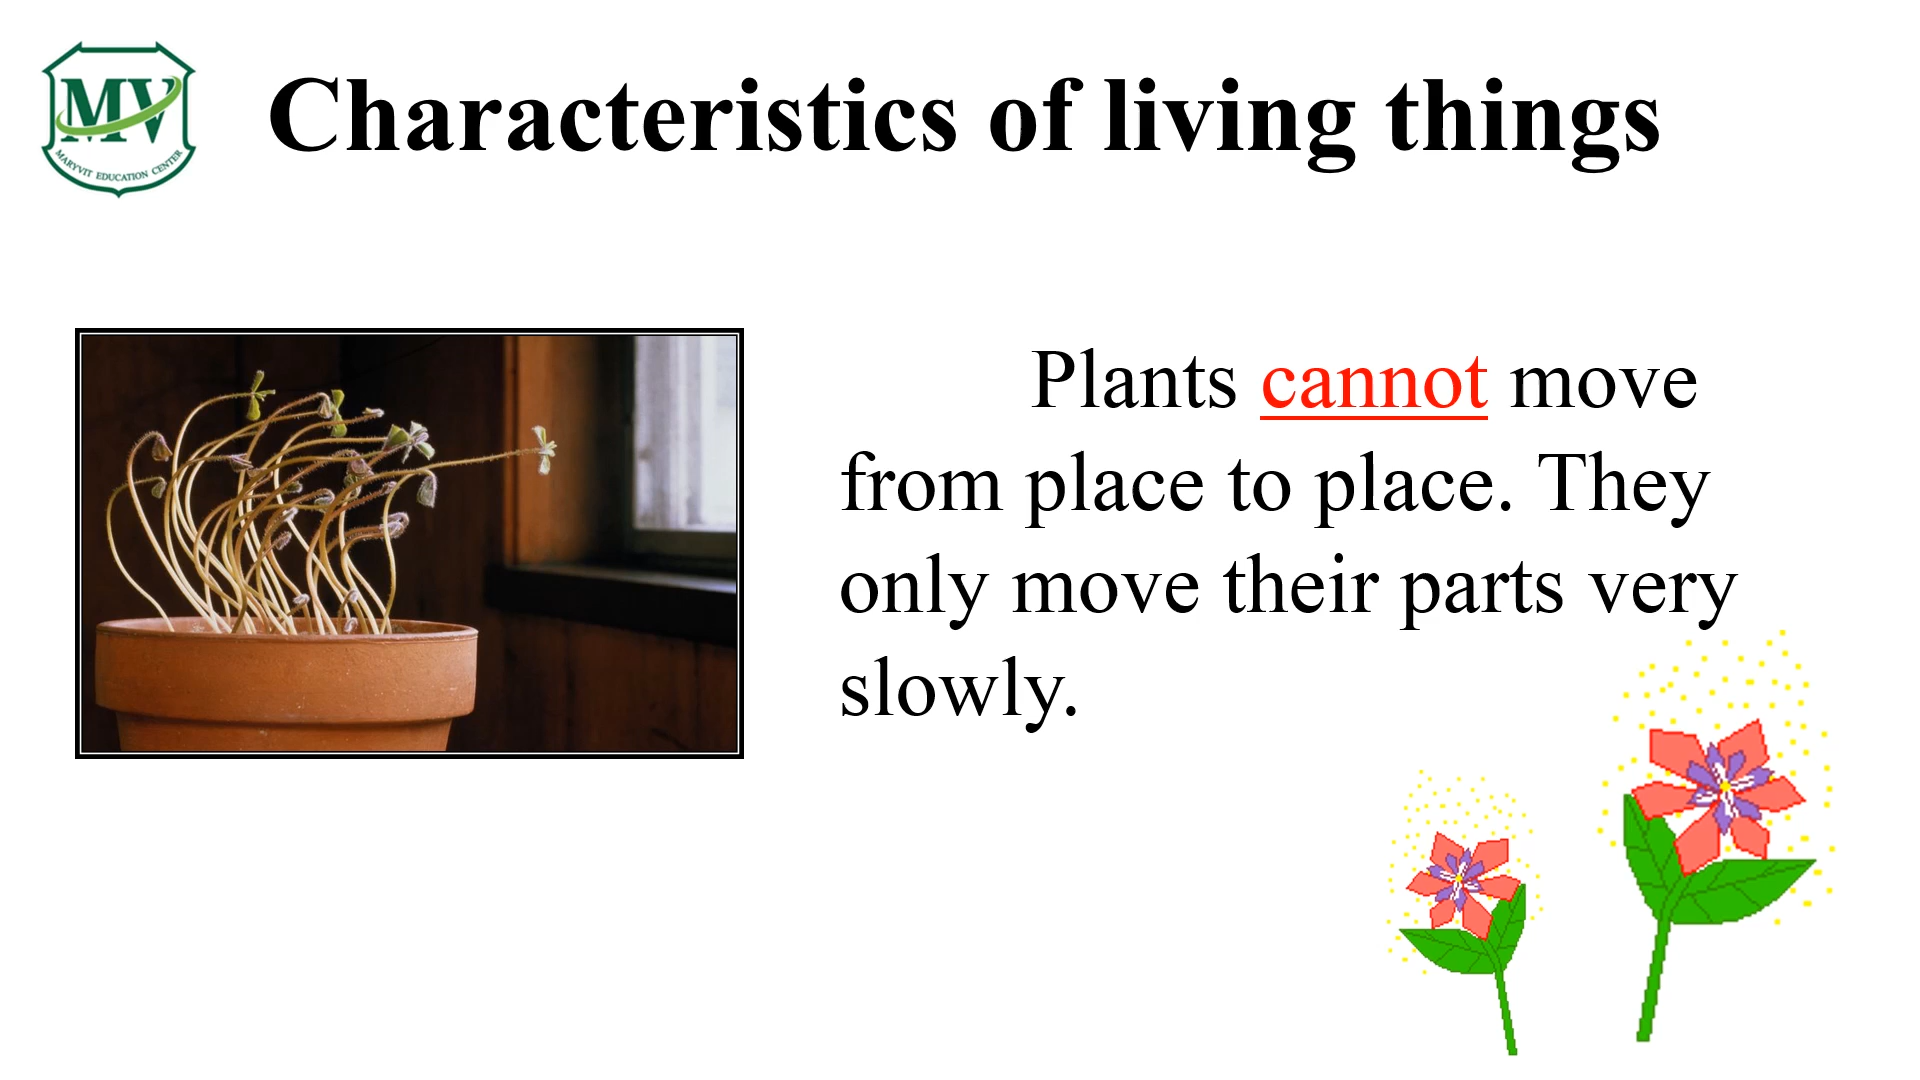 MV
MARYVIT EDUCATION CENTER
Characteristics of living things
Plants cannot move
from place to place. They
only move their parts very
slowly.